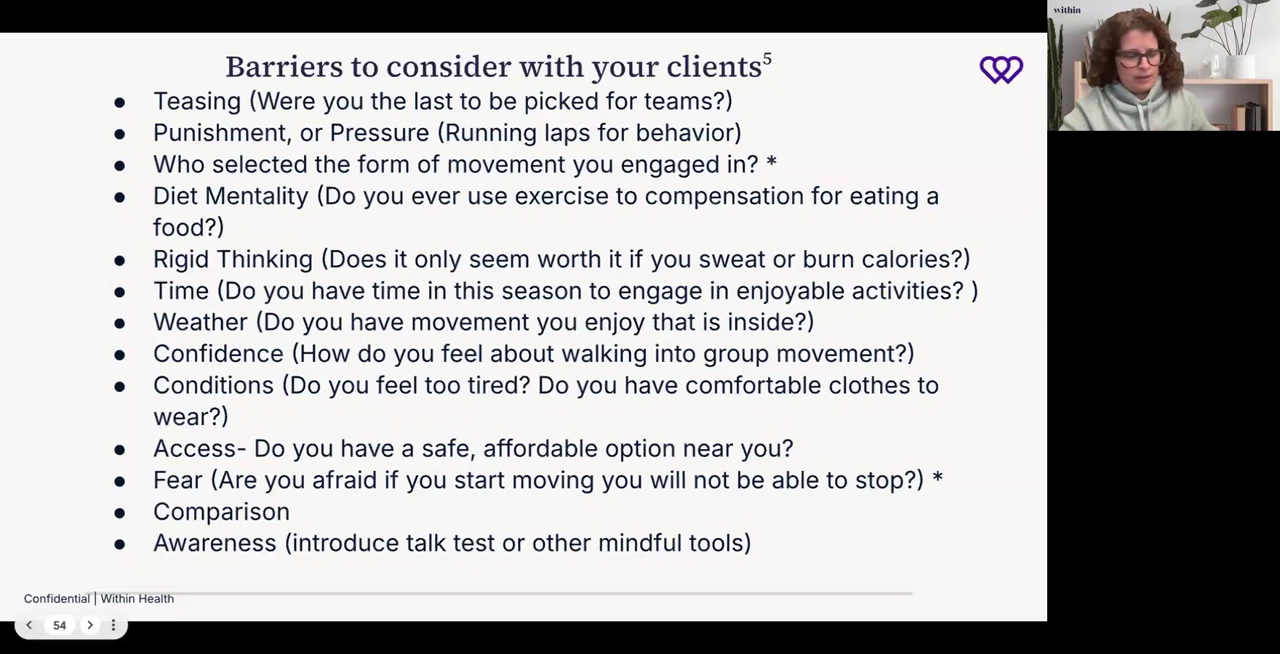 Barriers to consider with your clients5
● Teasing (Were you the last to be picked for teams?)
● Punishment, or Pressure (Running laps for behavior)
● Who selected the form of movement you engaged in? *
● Diet Mentality (Do you ever use exercise to compensation for eating a
food?)
● Rigid Thinking (Does it only seem worth it if you sweat or burn calories?)
● Time (Do you have time in this season to engage in enjoyable activities? )
● Weather (Do you have movement you enjoy that is inside?)
● Confidence (How do you feel about walking into group movement?)
● Conditions (Do you feel too tired? Do you have comfortable clothes to
wear?)
● Access- Do you have a safe, affordable option near you?
● Fear (Are you afraid if you start moving you will not be able to stop?) *
● Comparison
● Awareness (introduce talk test or other mindful tools)
Confidential | Within Health
54
within